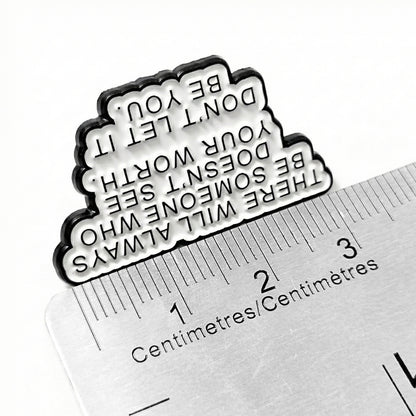 THERE WILL ALWAYS
BE SOMEONE WHO
DOESN'T SEE
YOUR WORTH.
DON'T LET IT
BE YOU.
1 2 3
Centimetres/Centimètres